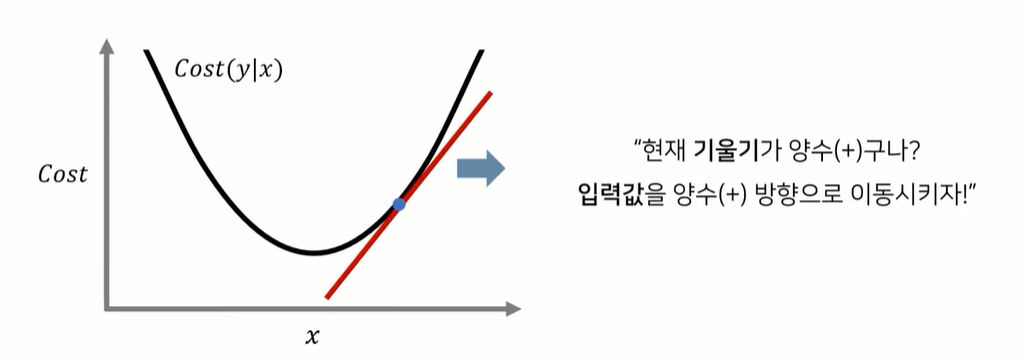 Cost(y|x)
Cost
x
“현재 기울기가 양수(+)구나?
입력값을 양수(+) 방향으로 이동시키자!”